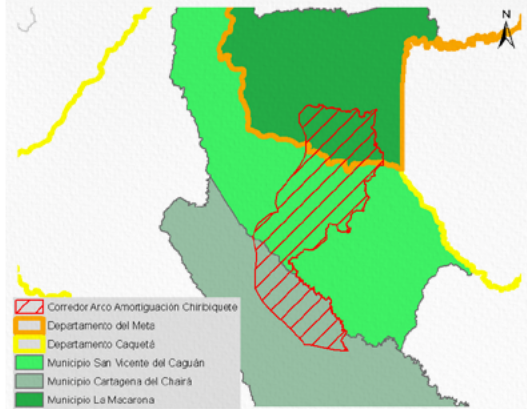 N
Corredor Arco Amortiguación Chiribiquete
Departamento del Meta
Departamento Caquetá
Municipio San Vicente del Caguán
Municipio Cartagena del Chairá
Municipio La Macarona